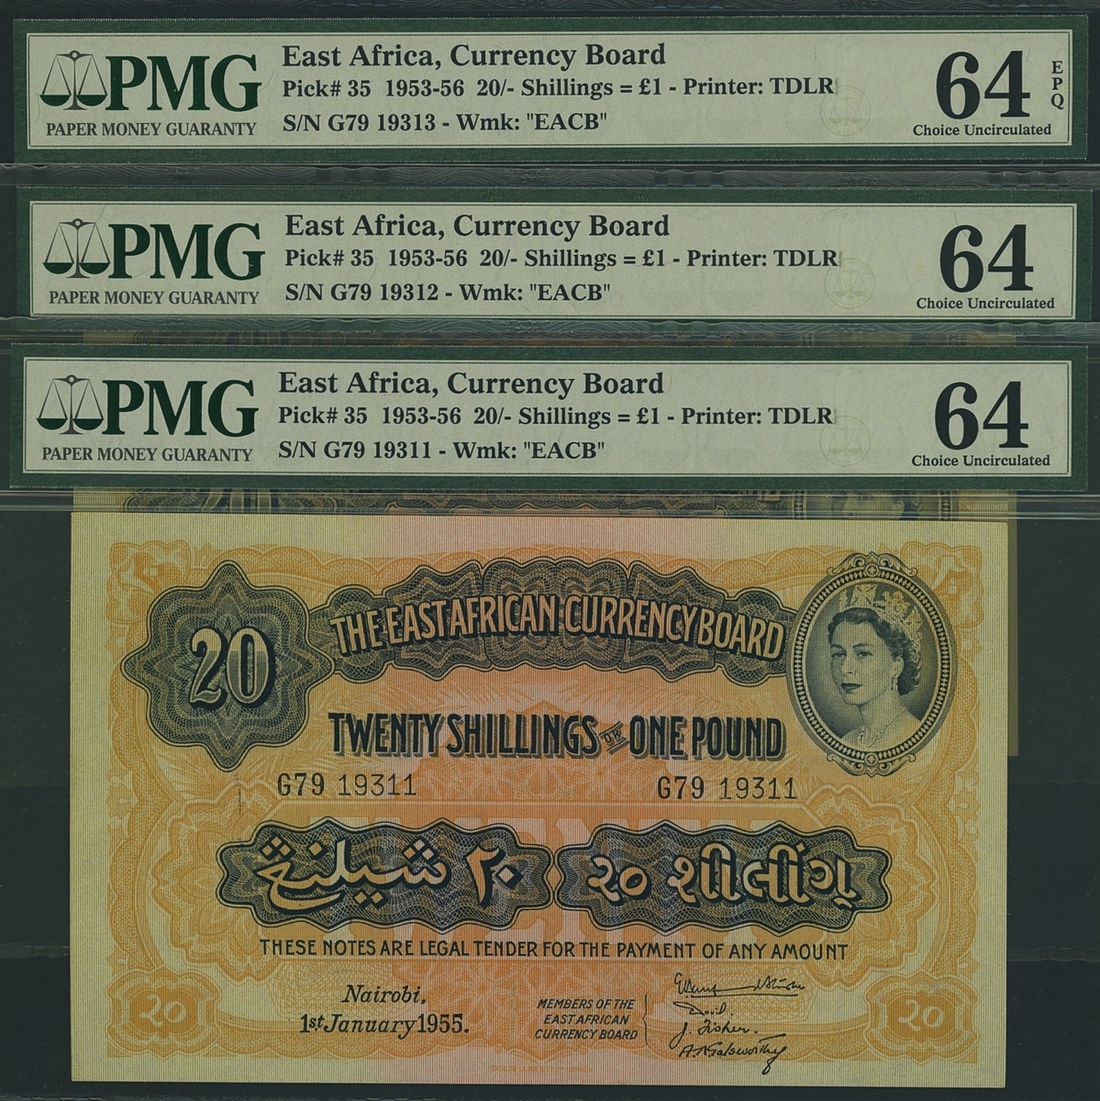 PMG
PAPER MONEY GUARANTY
East Africa, Currency Board
Pick# 35 1953-56 20/- Shillings = £1 - Printer: TDLR
S/N G79 19313 - Wmk: "EACB"
64
EPQ
Choice Uncirculated
PMG
PAPER MONEY GUARANTY
East Africa, Currency Board
Pick# 35 1953-56 20/- Shillings = £1 - Printer: TDLR
S/N G79 19312 - Wmk: "EACB"
64
Choice Uncirculated
PMG
PAPER MONEY GUARANTY
East Africa, Currency Board
Pick# 35 1953-56 20/- Shillings = £1 - Printer: TDLR
S/N G79 19311 - Wmk: "EACB"
64
Choice Uncirculated
20
THE EAST AFRICAN CURRENCY BOARD
TWENTY SHILLINGS OR ONE POUND
G79 19311 G79 19311
شيلنڠ ٢٠
૨૦ શીલીંગ
THESE NOTES ARE LEGAL TENDER FOR THE PAYMENT OF ANY AMOUNT
Nairobi,
1st January 1955.
MEMBERS OF THE
EAST AFRICAN
CURRENCY BOARD
J. Fisher.
A N Galsworthy
20 20